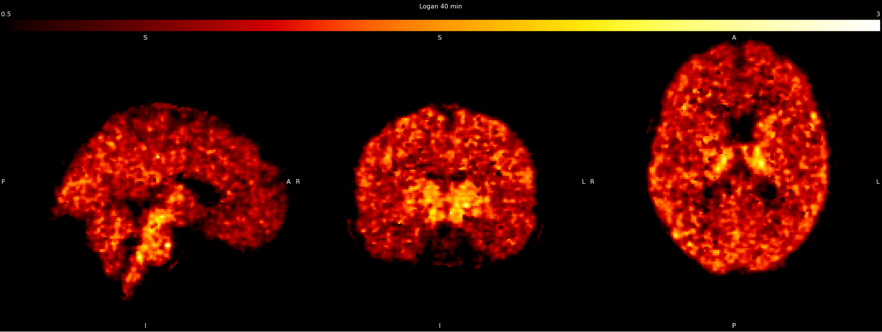 Logan 40 min
0.5 3
S S A
P A R L R L
I I P